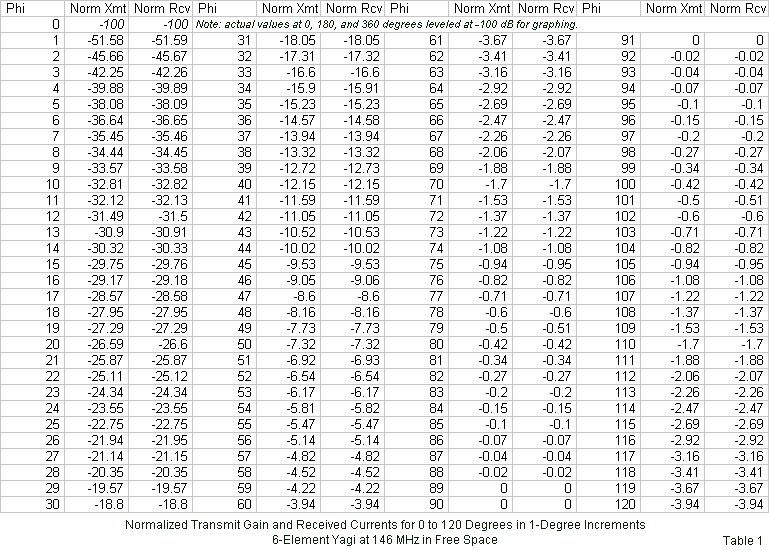 Phi Norm Xmt Norm Rcv Phi Norm Xmt Norm Rcv Phi Norm Xmt Norm Rcv Phi Norm Xmt Norm Rcv
0 -100 -100 Note: actual values at 0, 180, and 360 degrees leveled at -100 dB for graphing.
1 -51.58 -51.59 31 -18.05 -18.05 61 -3.67 -3.67 91 0 0
2 -45.66 -45.67 32 -17.31 -17.32 62 -3.41 -3.41 92 -0.02 -0.02
3 -42.25 -42.26 33 -16.6 -16.6 63 -3.16 -3.16 93 -0.04 -0.04
4 -39.88 -39.89 34 -15.9 -15.91 64 -2.92 -2.92 94 -0.07 -0.07
5 -38.08 -38.09 35 -15.23 -15.23 65 -2.69 -2.69 95 -0.1 -0.1
6 -36.64 -36.65 36 -14.57 -14.58 66 -2.47 -2.47 96 -0.15 -0.15
7 -35.45 -35.46 37 -13.94 -13.94 67 -2.26 -2.26 97 -0.2 -0.2
8 -34.44 -34.45 38 -13.32 -13.32 68 -2.06 -2.07 98 -0.27 -0.27
9 -33.57 -33.58 39 -12.72 -12.73 69 -1.88 -1.88 99 -0.34 -0.34
10 -32.81 -32.82 40 -12.15 -12.15 70 -1.7 -1.7 100 -0.42 -0.42
11 -32.12 -32.13 41 -11.59 -11.59 71 -1.53 -1.53 101 -0.5 -0.51
12 -31.49 -31.5 42 -11.05 -11.05 72 -1.37 -1.37 102 -0.6 -0.6
13 -30.9 -30.91 43 -10.52 -10.53 73 -1.22 -1.22 103 -0.71 -0.71
14 -30.32 -30.33 44 -10.02 -10.02 74 -1.08 -1.08 104 -0.82 -0.82
15 -29.75 -29.76 45 -9.53 -9.53 75 -0.94 -0.95 105 -0.94 -0.95
16 -29.17 -29.18 46 -9.05 -9.06 76 -0.82 -0.82 106 -1.08 -1.08
17 -28.57 -28.58 47 -8.6 -8.6 77 -0.71 -0.71 107 -1.22 -1.22
18 -27.95 -27.95 48 -8.16 -8.16 78 -0.6 -0.6 108 -1.37 -1.37
19 -27.29 -27.29 49 -7.73 -7.73 79 -0.5 -0.51 109 -1.53 -1.53
20 -26.59 -26.6 50 -7.32 -7.32 80 -0.42 -0.42 110 -1.7 -1.7
21 -25.87 -25.87 51 -6.92 -6.93 81 -0.34 -0.34 111 -1.88 -1.88
22 -25.11 -25.12 52 -6.54 -6.54 82 -0.27 -0.27 112 -2.06 -2.07
23 -24.34 -24.34 53 -6.17 -6.17 83 -0.2 -0.2 113 -2.26 -2.26
24 -23.55 -23.55 54 -5.81 -5.82 84 -0.15 -0.15 114 -2.47 -2.47
25 -22.75 -22.75 55 -5.47 -5.47 85 -0.1 -0.1 115 -2.69 -2.69
26 -21.94 -21.95 56 -5.14 -5.14 86 -0.07 -0.07 116 -2.92 -2.92
27 -21.14 -21.15 57 -4.82 -4.82 87 -0.04 -0.04 117 -3.16 -3.16
28 -20.35 -20.35 58 -4.52 -4.52 88 -0.02 -0.02 118 -3.41 -3.41
29 -19.57 -19.57 59 -4.22 -4.22 89 0 0 119 -3.67 -3.67
30 -18.8 -18.8 60 -3.94 -3.94 90 0 0 120 -3.94 -3.94
Normalized Transmit Gain and Received Currents for 0 to 120 Degrees in 1-Degree Increments
6-Element Yagi at 146 MHz in Free Space Table 1